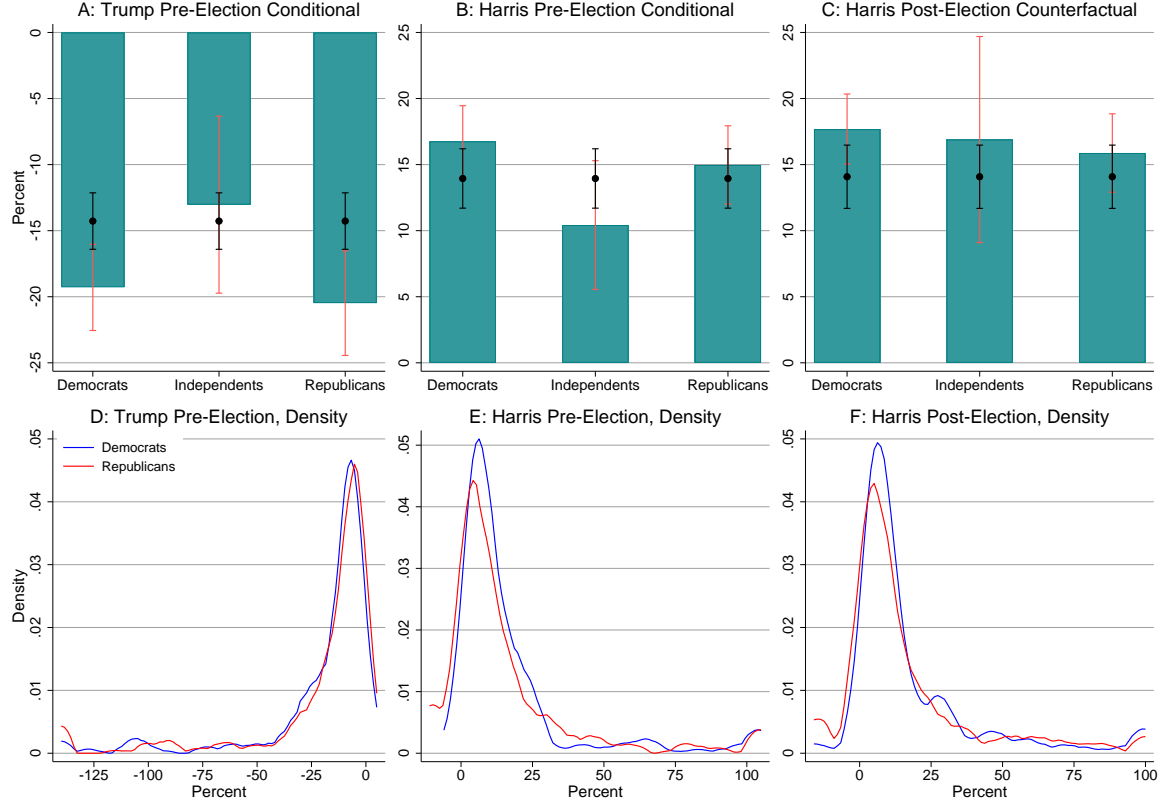 A: Trump Pre-Election Conditional
Percent
0
-5
-10
-15
-20
-25
Democrats Independents Republicans
B: Harris Pre-Election Conditional
25
20
15
10
5
0
Democrats Independents Republicans
C: Harris Post-Election Counterfactual
25
20
15
10
5
0
Democrats Independents Republicans
D: Trump Pre-Election, Density
Democrats
Republicans
Density
.05
.04
.03
.02
.01
0
-125 -100 -75 -50 -25 0
Percent
E: Harris Pre-Election, Density
.05
.04
.03
.02
.01
0
0 25 50 75 100
Percent
F: Harris Post-Election, Density
.05
.04
.03
.02
.01
0
0 25 50 75 100
Percent